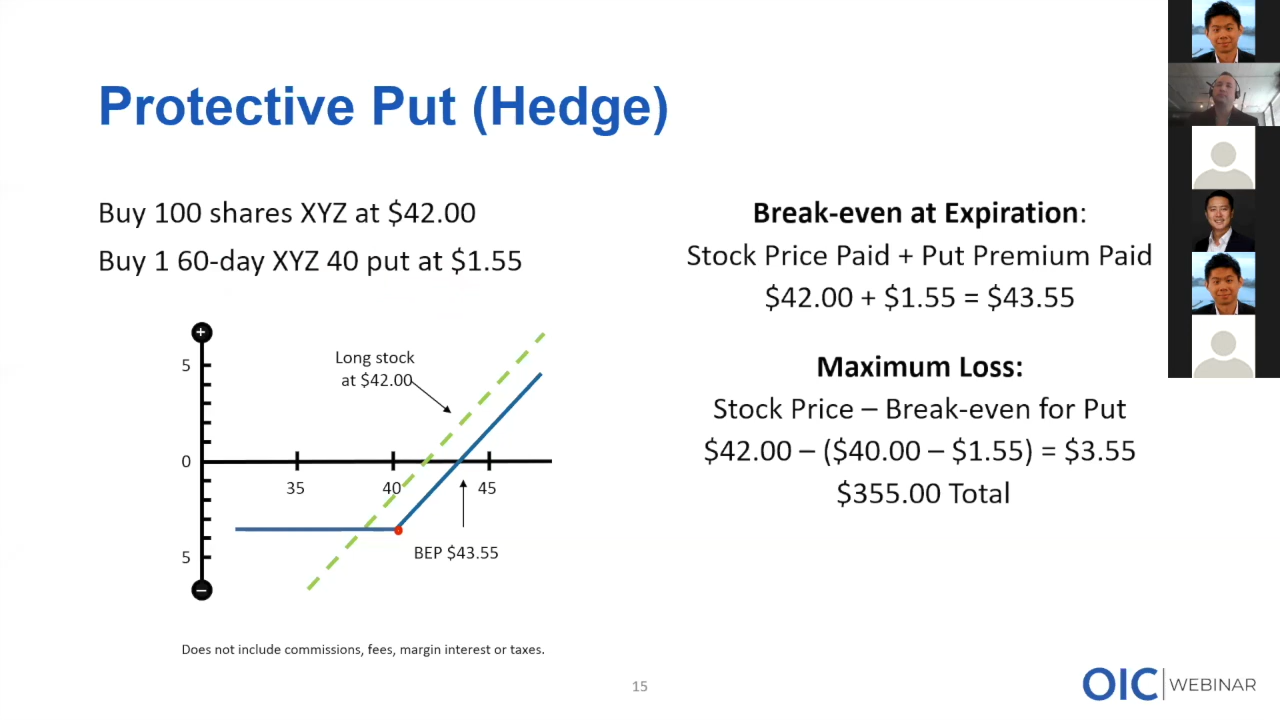 Protective Put (Hedge)
Buy 100 shares XYZ at $42.00
Buy 1 60-day XYZ 40 put at $1.55
+
5
0
5
–
35
40
45
Long stock
at $42.00
BEP $43.55
Does not include commissions, fees, margin interest or taxes.
Break-even at Expiration:
Stock Price Paid + Put Premium Paid
$42.00 + $1.55 = $43.55
Maximum Loss:
Stock Price – Break-even for Put
$42.00 – ($40.00 – $1.55) = $3.55
$355.00 Total
15
OIC WEBINAR